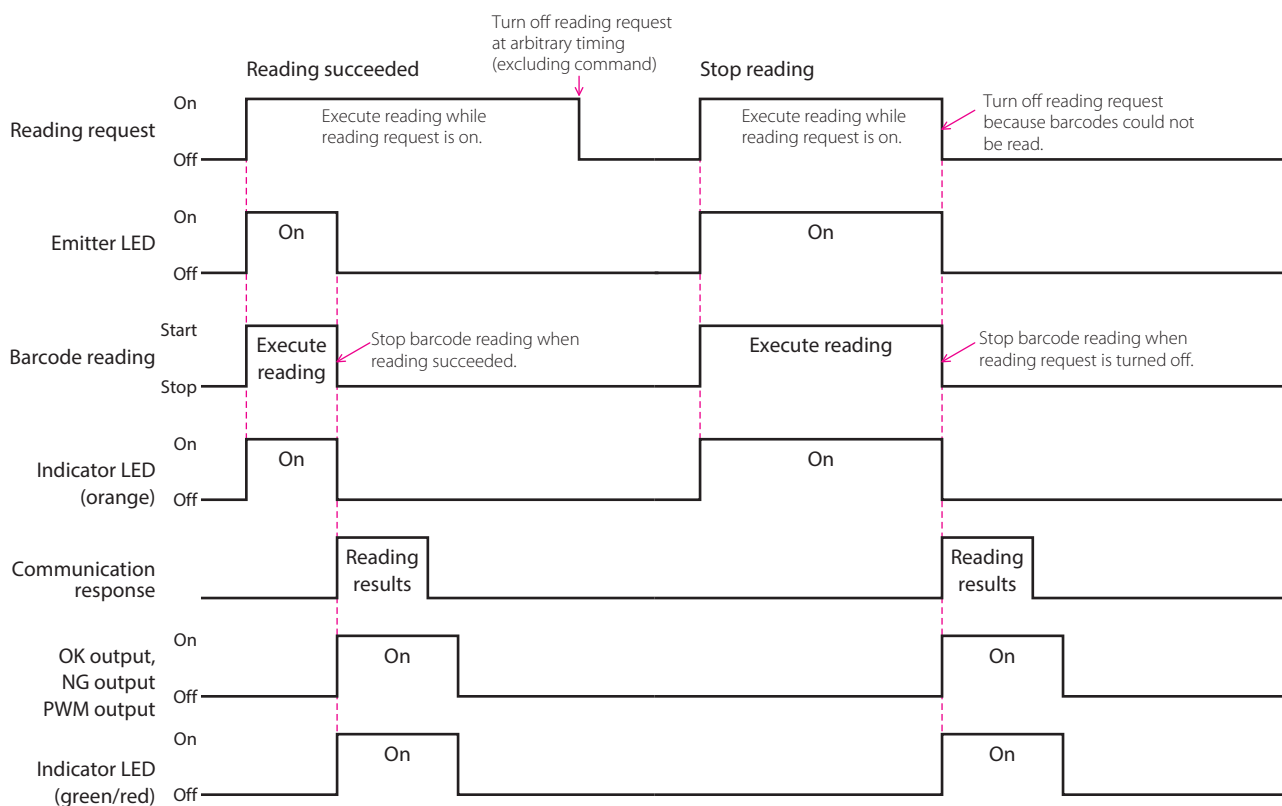 Turn off reading request
at arbitrary timing
(excluding command)
Reading succeeded
Stop reading
On
Reading request
Off
Execute reading while
reading request is on.
Execute reading while
reading request is on.
Turn off reading request
because barcodes could not
be read.
On
Emitter LED
Off
On
On
Start
Barcode reading
Stop
Execute
reading
Stop barcode reading when
reading succeeded.
Execute reading
Stop barcode reading when
reading request is turned off.
On
Indicator LED
(orange)
Off
On
On
Communication
response
Reading
results
Reading
results
On
OK output,
NG output
PWM output
Off
On
On
On
Indicator LED
(green/red)
Off
On
On